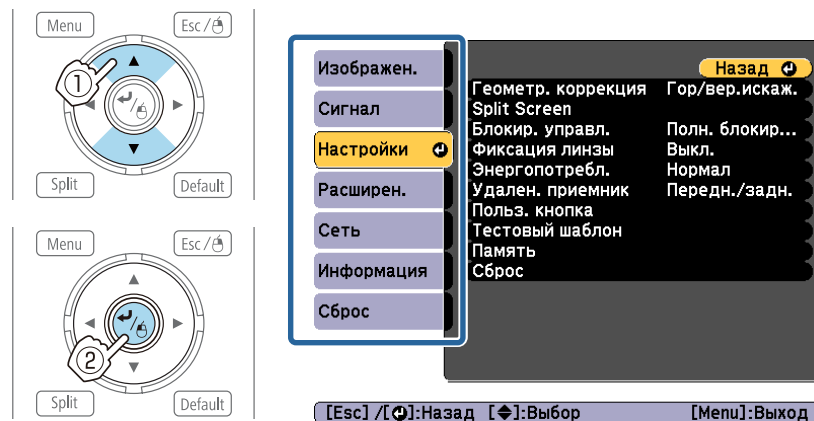 Menu
Esc /
1
/
Split
Default
Menu
Esc /
/
2
Split
Default
Изображен.
Сигнал
Настройки
Расширен.
Сеть
Информация
Сброс
Назад
Геометр. коррекция Гор/вер.искаж.
Split Screen
Блокир. управл. Полн. блокир...
Фиксация линзы Выкл.
Энергопотребл. Нормал
Удален. приемник Передн./задн.
Польз. кнопка
Тестовый шаблон
Память
Сброс
[Esc] /[ ]:Назад [ ]:Выбор [Menu]:Выход